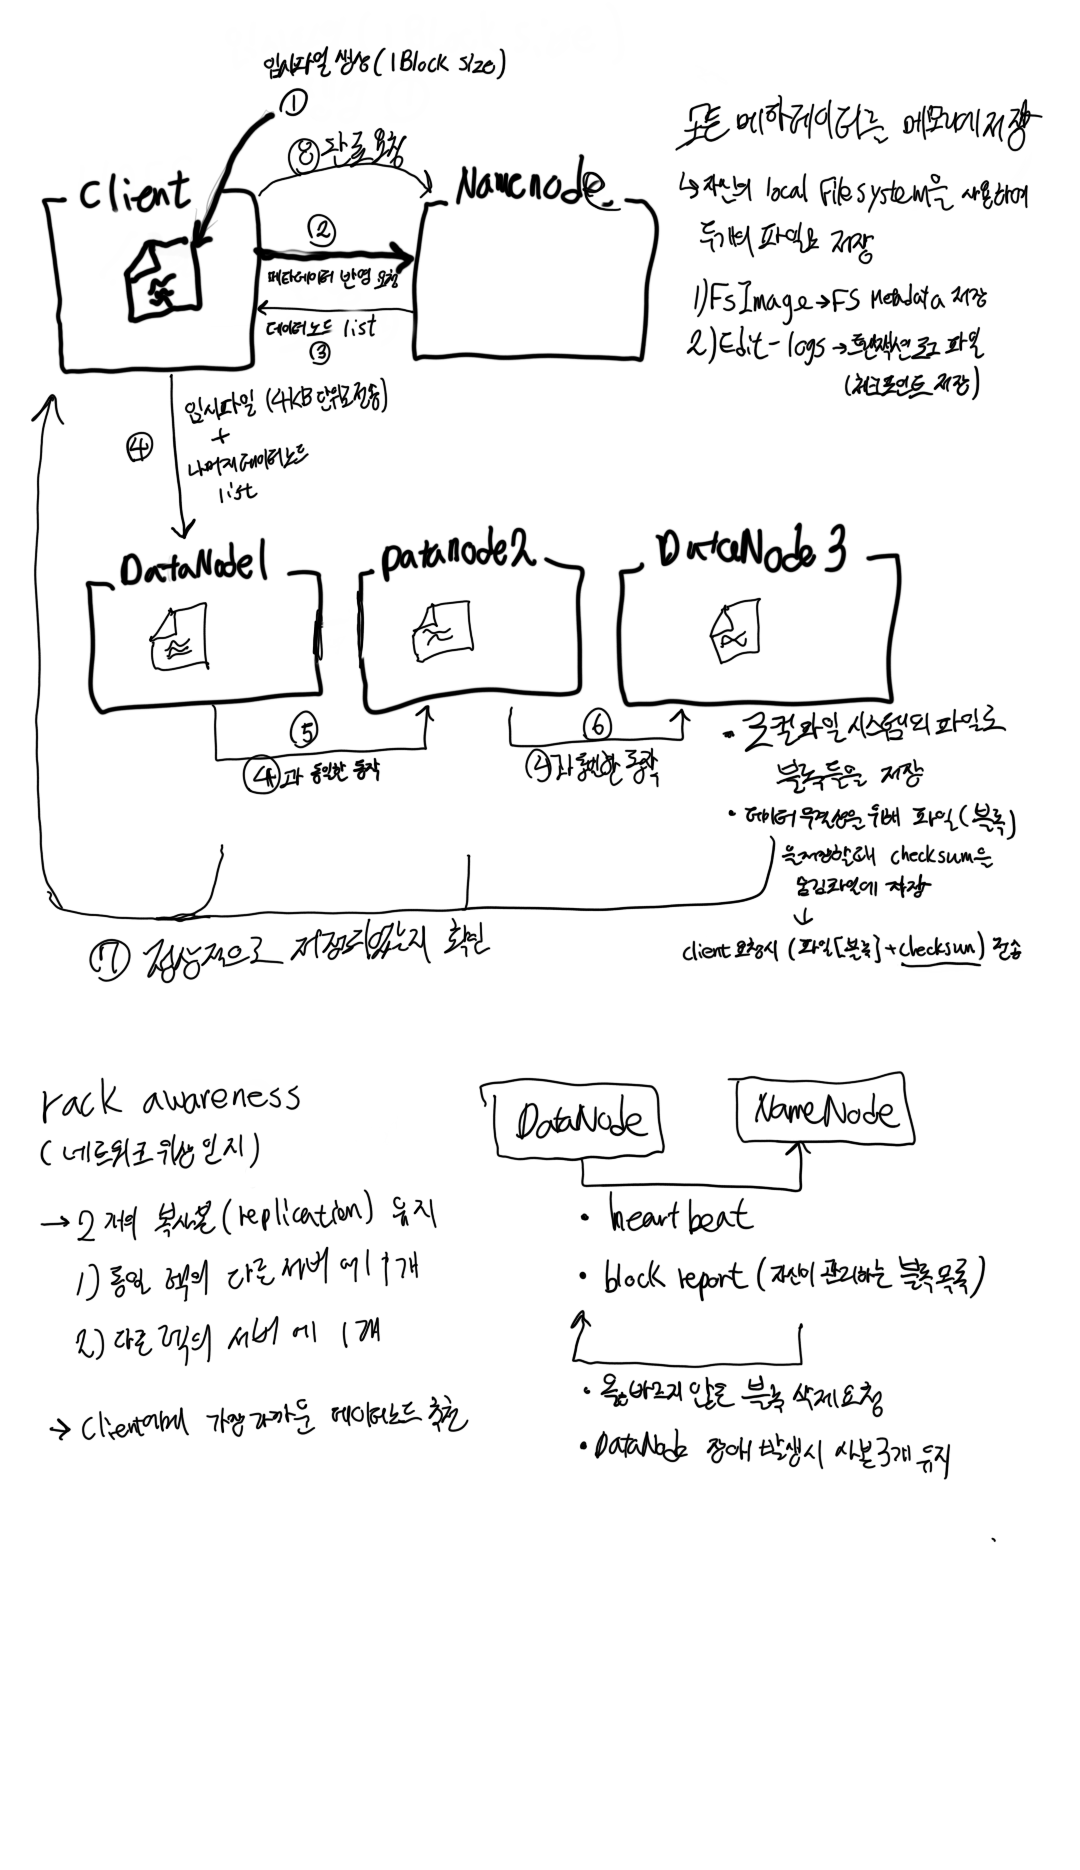 임시파일 생성 (1Block size)
①
⑧ 완료 요청
Client
Namenode
②
메타데이터 반영 요청
데이터노드 list
③
모든 메타데이터를 메모리에 저장
↳ 자신의 local Filesystem을 사용하여
두개의 파일로 저장
1) FsImage → FS Metadata 저장
2) Edit-logs → 트랜잭션 로그 파일
(체크포인트 저장)
④
임시파일 (4KB 단위로 전송)
+
나머지 데이터노드
list
DataNode1
Datanode2
DataNode3
⑤
④과 동일한 동작
⑥
④과 동일한 동작
• 로컬파일 시스템의 파일로
블록들을 저장
• 데이터 무결성을 위해 파일(블록)
을 저장할때 checksum을
숨김파일에 저장
↓
client 요청시 (파일[블록] + checksum) 전송
⑦ 정상적으로 저장되었는지 확인
rack awareness
(네트워크 위상 인지)
→ 2개의 복사본(replication) 유지
1) 동일 랙의 다른 서버에 1개
2) 다른 랙의 서버에 1개
→ Client에게 가장 가까운 데이터노드 추천
DataNode
NameNode
• heartbeat
• block report (자신이 관리하는 블록 목록)
• 올바르지 않은 블록 삭제요청
• DataNode 장애 발생시 사본 3개 유지